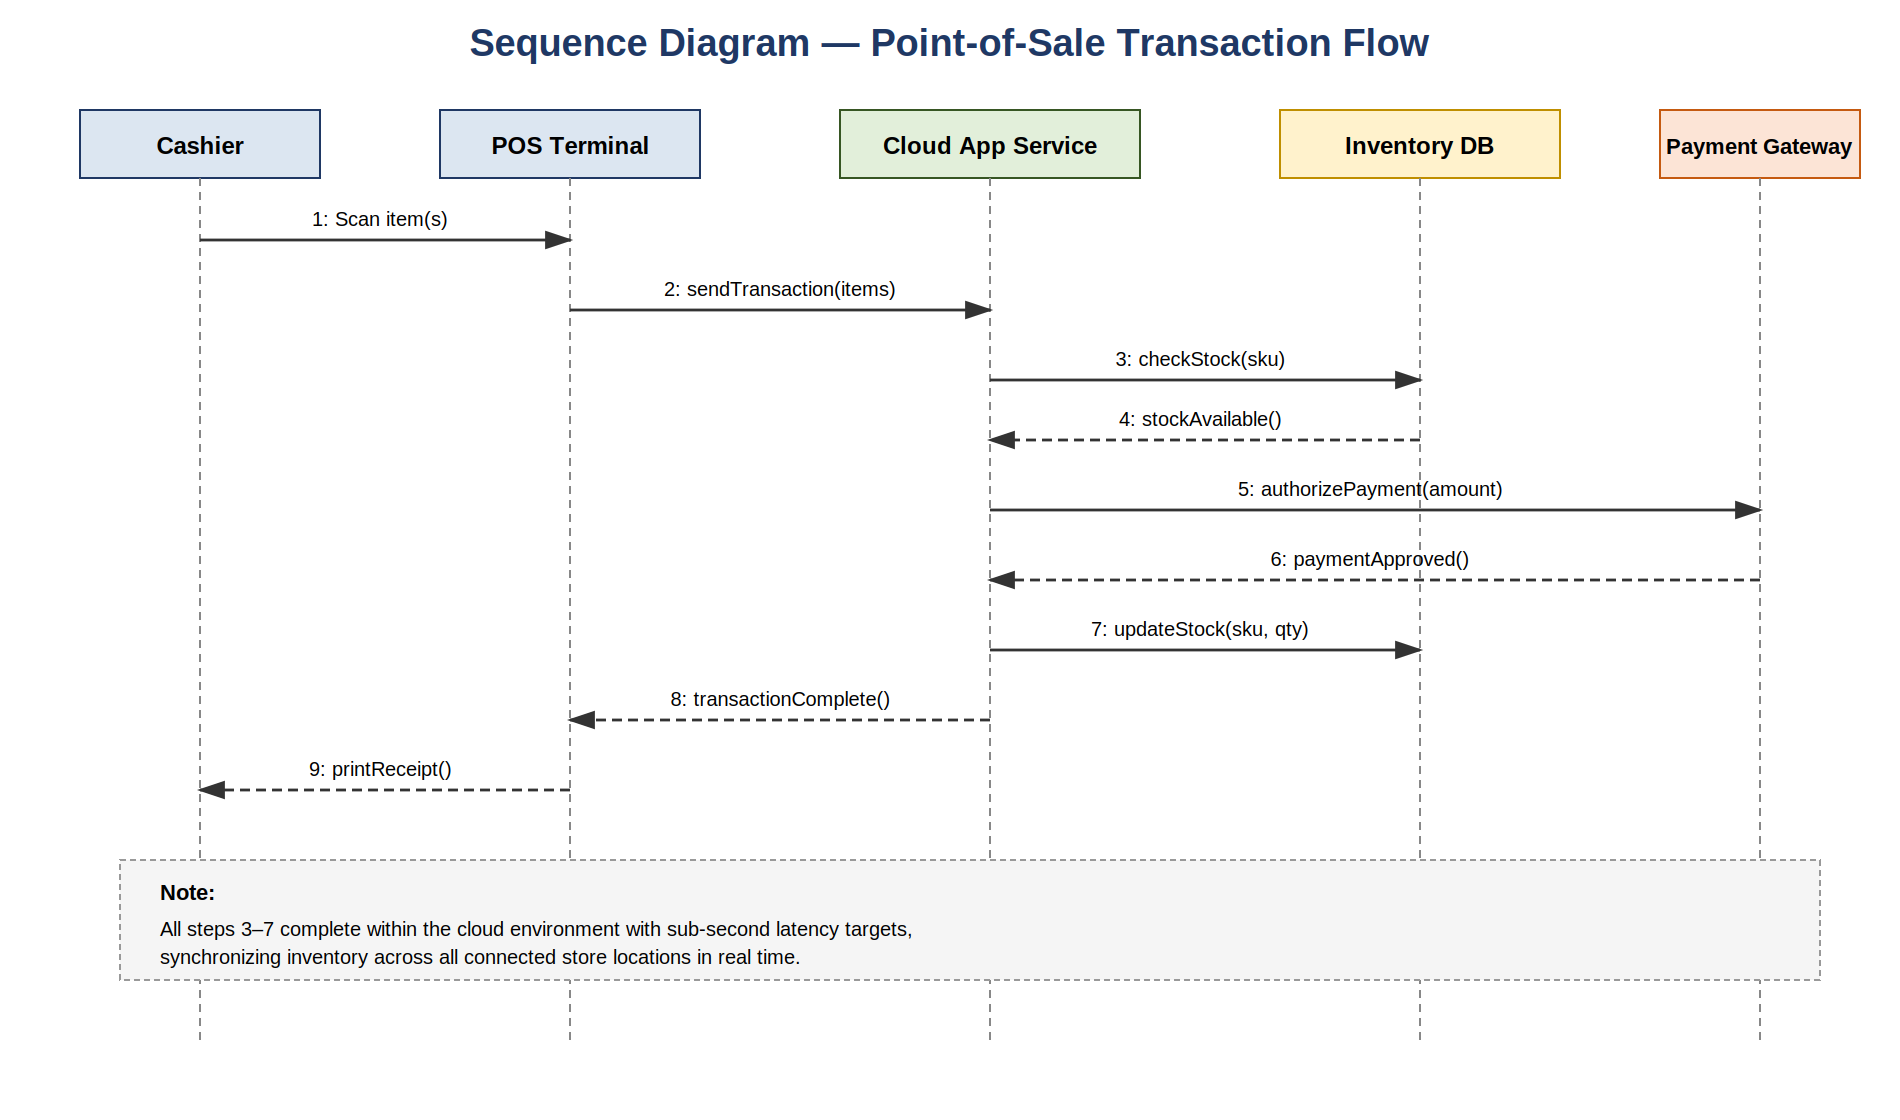 Sequence Diagram — Point-of-Sale Transaction Flow
Cashier
POS Terminal
Cloud App Service
Inventory DB
Payment Gateway
1: Scan item(s)
2: sendTransaction(items)
3: checkStock(sku)
4: stockAvailable()
5: authorizePayment(amount)
6: paymentApproved()
7: updateStock(sku, qty)
8: transactionComplete()
9: printReceipt()
Note:
All steps 3–7 complete within the cloud environment with sub-second latency targets,
synchronizing inventory across all connected store locations in real time.